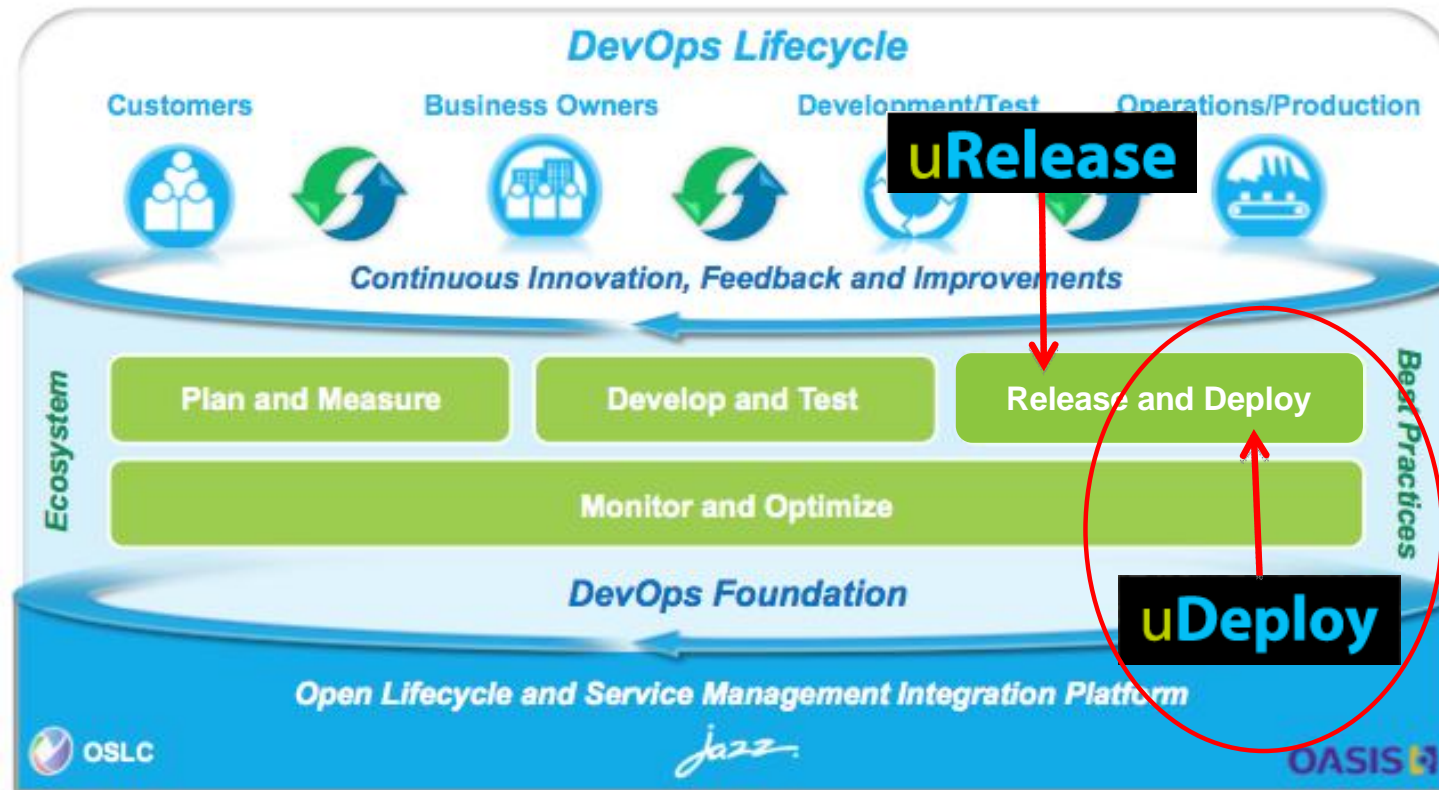 DevOps Lifecycle
Customers
Business Owners
Development/Test
Operations/Production
uRelease
Continuous Innovation, Feedback and Improvements
Ecosystem
Plan and Measure
Develop and Test
Release and Deploy
Best Practices
Monitor and Optimize
DevOps Foundation
uDeploy
Open Lifecycle and Service Management Integration Platform
OSLC
jazz
OASIS